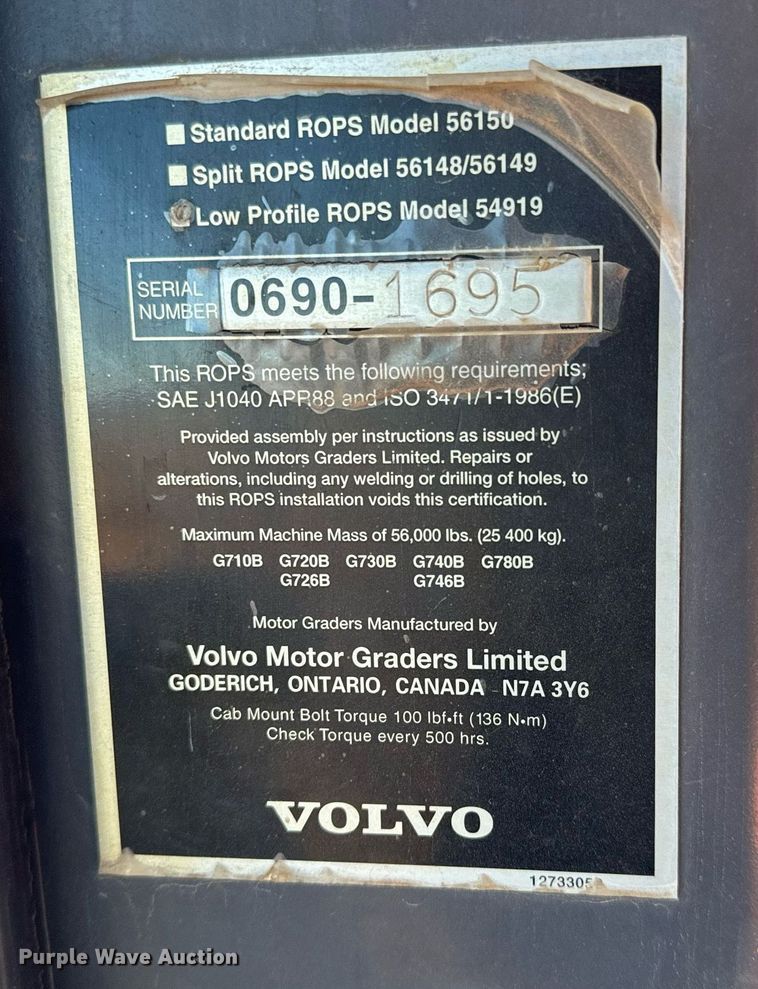 Standard ROPS Model 56150
Split ROPS Model 56148/56149
Low Profile ROPS Model 54919
SERIAL
NUMBER
0690-1695
This ROPS meets the following requirements;
SAE J1040 APR88 and ISO 3471/1-1986(E)
Provided assembly per instructions as issued by
Volvo Motors Graders Limited. Repairs or
alterations, including any welding or drilling of holes, to
this ROPS installation voids this certification.
Maximum Machine Mass of 56,000 lbs. (25 400 kg).
G710B G720B G730B G740B G780B
G726B G746B
Motor Graders Manufactured by
Volvo Motor Graders Limited
GODERICH, ONTARIO, CANADA N7A 3Y6
Cab Mount Bolt Torque 100 lbf•ft (136 N•m)
Check Torque every 500 hrs.
VOLVO
Purple Wave Auction